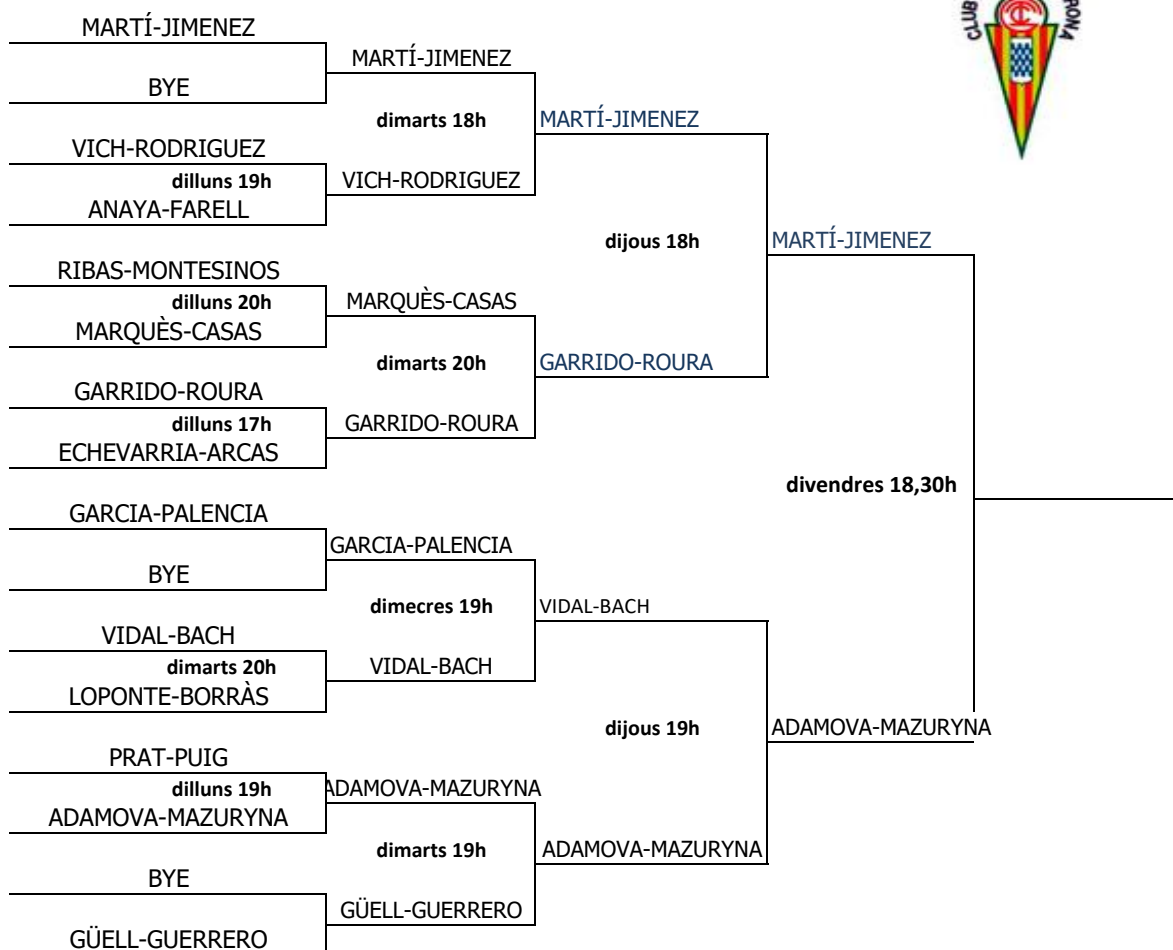 CLUB
RONA
MARTÍ-JIMENEZ
MARTÍ-JIMENEZ
BYE
dimarts 18h
MARTÍ-JIMENEZ
VICH-RODRIGUEZ
dilluns 19h
VICH-RODRIGUEZ
ANAYA-FARELL
dijous 18h
MARTÍ-JIMENEZ
RIBAS-MONTESINOS
dilluns 20h
MARQUÈS-CASAS
MARQUÈS-CASAS
dimarts 20h
GARRIDO-ROURA
GARRIDO-ROURA
dilluns 17h
GARRIDO-ROURA
ECHEVARRIA-ARCAS
divendres 18,30h
GARCIA-PALENCIA
GARCIA-PALENCIA
BYE
dimecres 19h
VIDAL-BACH
VIDAL-BACH
dimarts 20h
VIDAL-BACH
LOPONTE-BORRÀS
dijous 19h
ADAMOVA-MAZURYNA
PRAT-PUIG
dilluns 19h
ADAMOVA-MAZURYNA
ADAMOVA-MAZURYNA
dimarts 19h
ADAMOVA-MAZURYNA
BYE
GÜELL-GUERRERO
GÜELL-GUERRERO